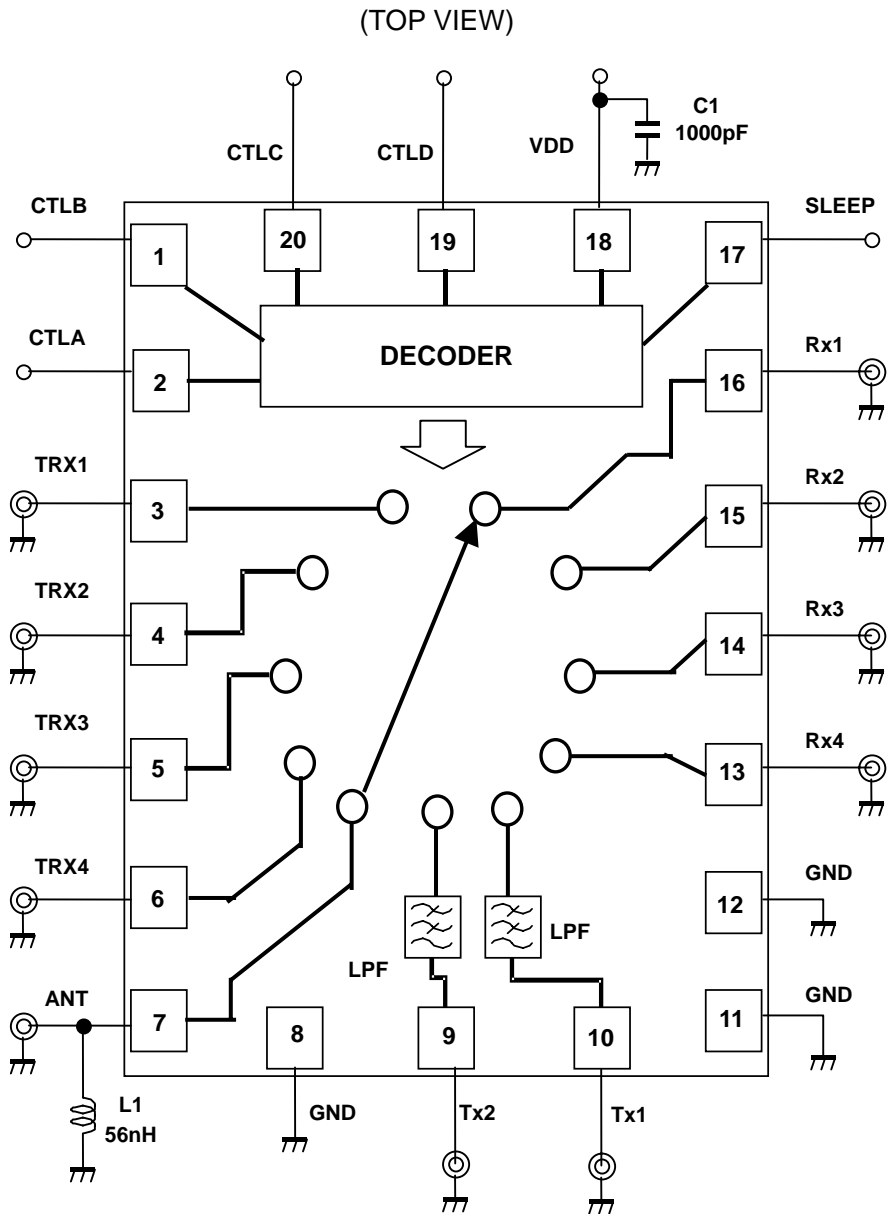 (TOP VIEW)
C1
1000pF
CTLC
CTLD
VDD
CTLB
SLEEP
1
20
19
18
17
CTLA
DECODER
Rx1
2
16
TRX1
Rx2
3
15
TRX2
Rx3
4
14
TRX3
Rx4
5
13
TRX4
GND
6
12
LPF
LPF
ANT
GND
7
8
9
10
11
L1
56nH
GND
Tx2
Tx1